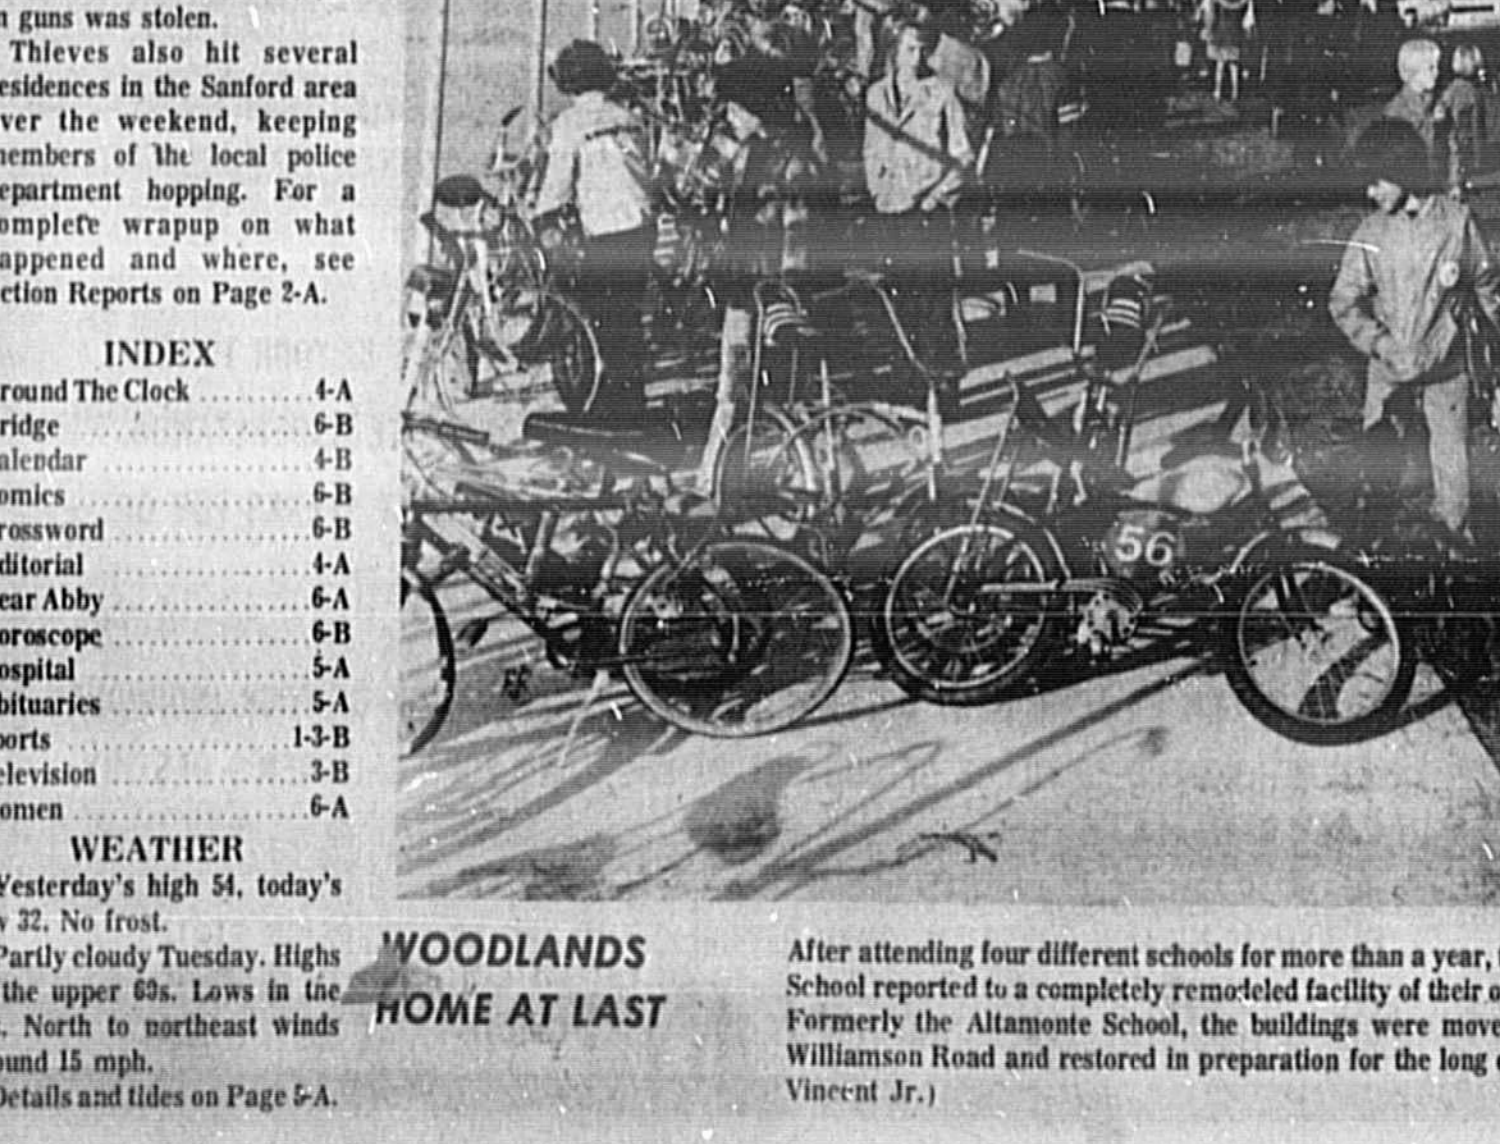 n guns was stolen.
Thieves also hit several
esidences in the Sanford area
ver the weekend, keeping
embers of the local police
epartment hopping. For a
omplete wrapup on what
appened and where, see
ction Reports on Page 2-A.
INDEX
round The Clock .......... 4-A
ridge .......... 6-B
alendar .......... 4-B
omics .......... 6-B
rossword .......... 6-B
ditorial .......... 4-A
ear Abby .......... 6-A
oroscope .......... 6-B
ospital .......... 5-A
bituaries .......... 5-A
ports .......... 1-3-B
elevision .......... 3-B
omen .......... 6-A
WEATHER
Yesterday's high 54, today's
w 32. No frost.
Partly cloudy Tuesday. Highs
the upper 60s. Lows in the
. North to northeast winds
ound 15 mph.
Details and tides on Page 5-A.
56
WOODLANDS
HOME AT LAST
After attending four different schools for more than a year,
School reported to a completely remodeled facility of their o
Formerly the Altamonte School, the buildings were move
Williamson Road and restored in preparation for the long
Vincent Jr.)